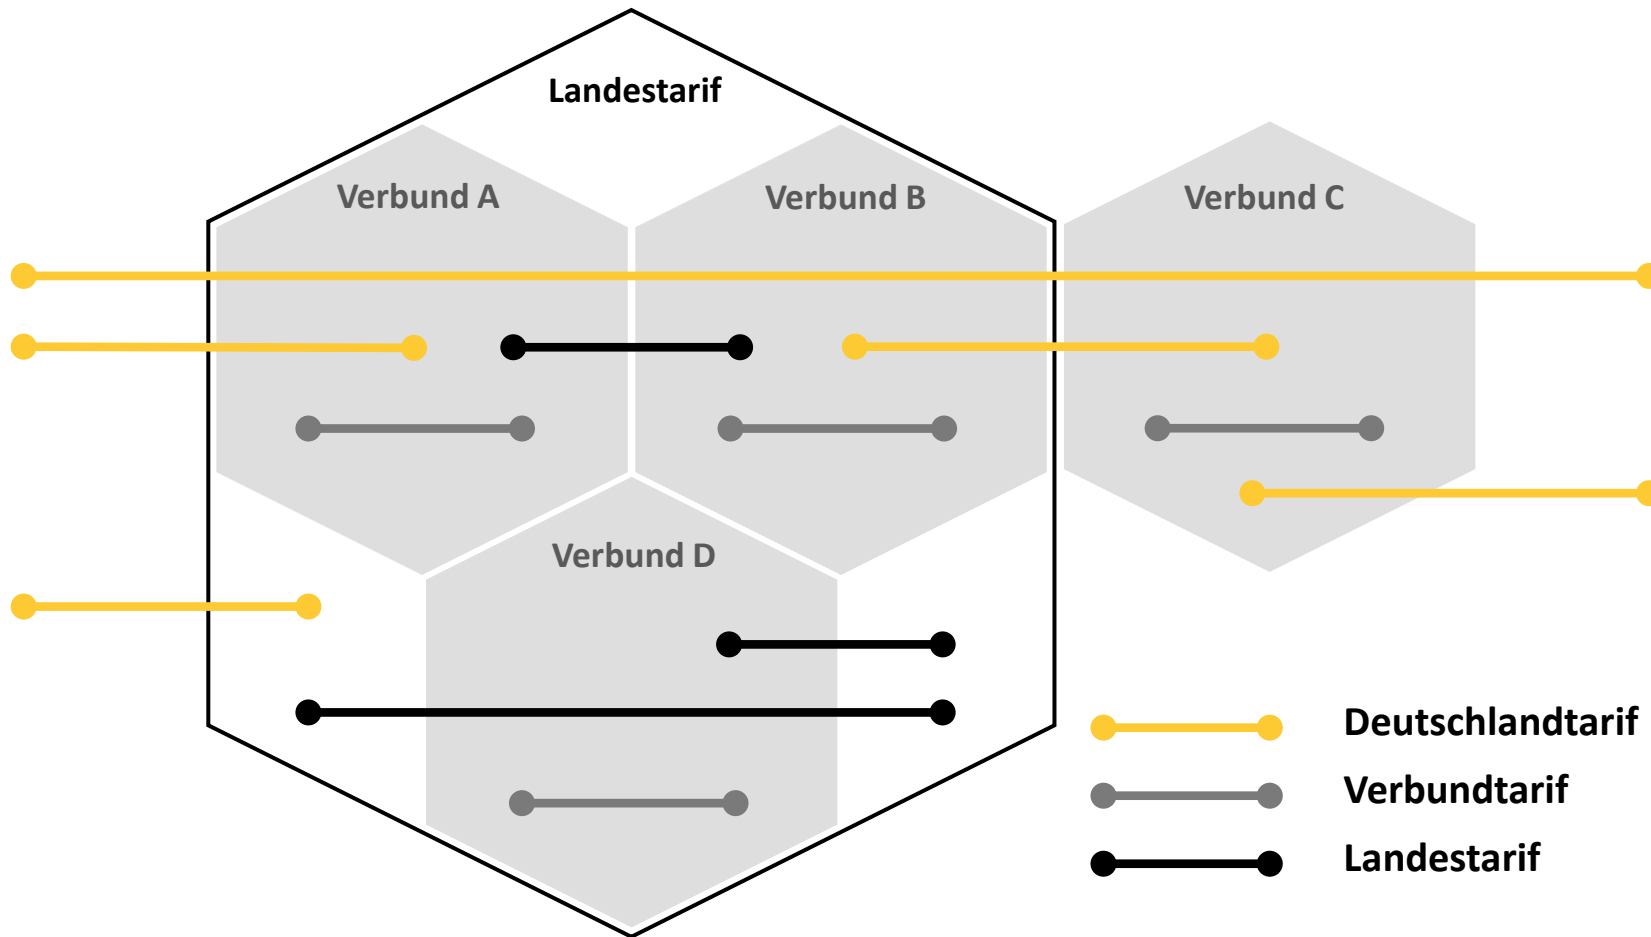 Landestarif
Verbund A
Verbund B
Verbund C
Verbund D
Deutschlandtarif
Verbundtarif
Landestarif